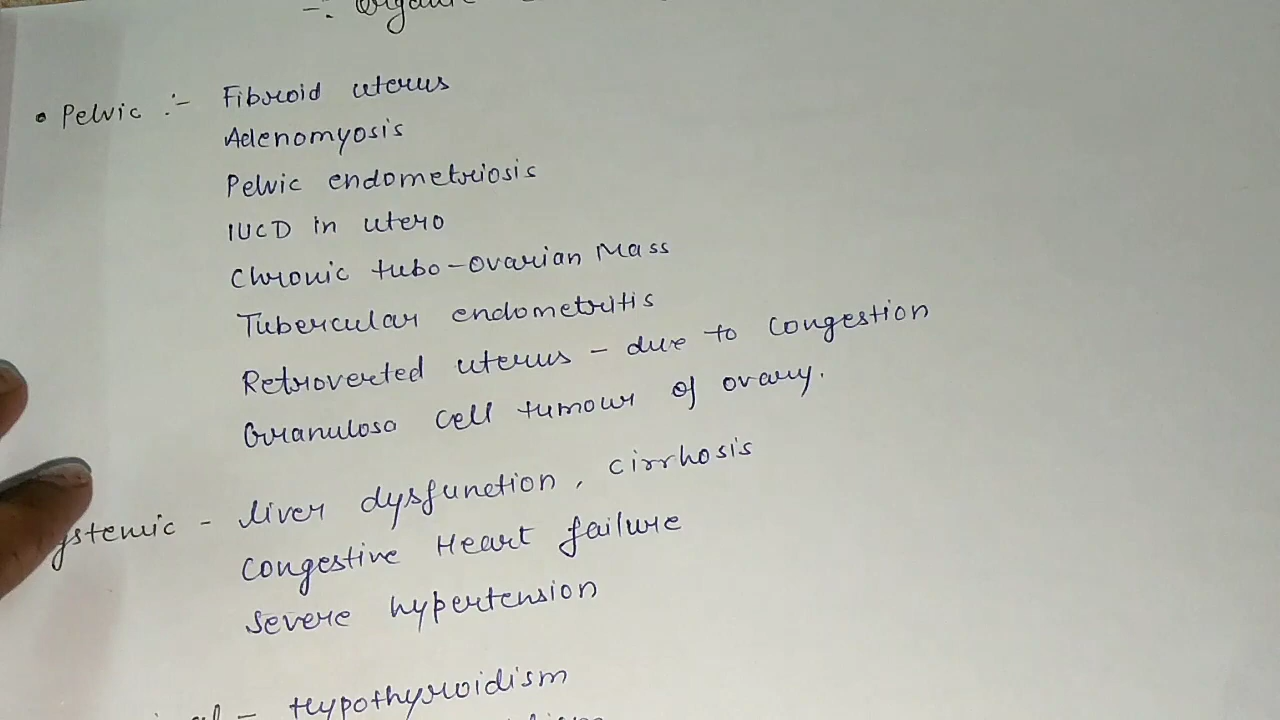 -: Organic
• Pelvic :- Fibroid uterus
Adenomyosis
Pelvic endometriosis
IUCD in utero
Chronic tubo-ovarian Mass
Tubercular endometritis
Retroverted uterus - due to congestion
Granulosa cell tumour of ovary.
ystemic - liver dysfunction, cirrhosis
Congestive Heart failure
Severe hypertension
- Hypothyroidism